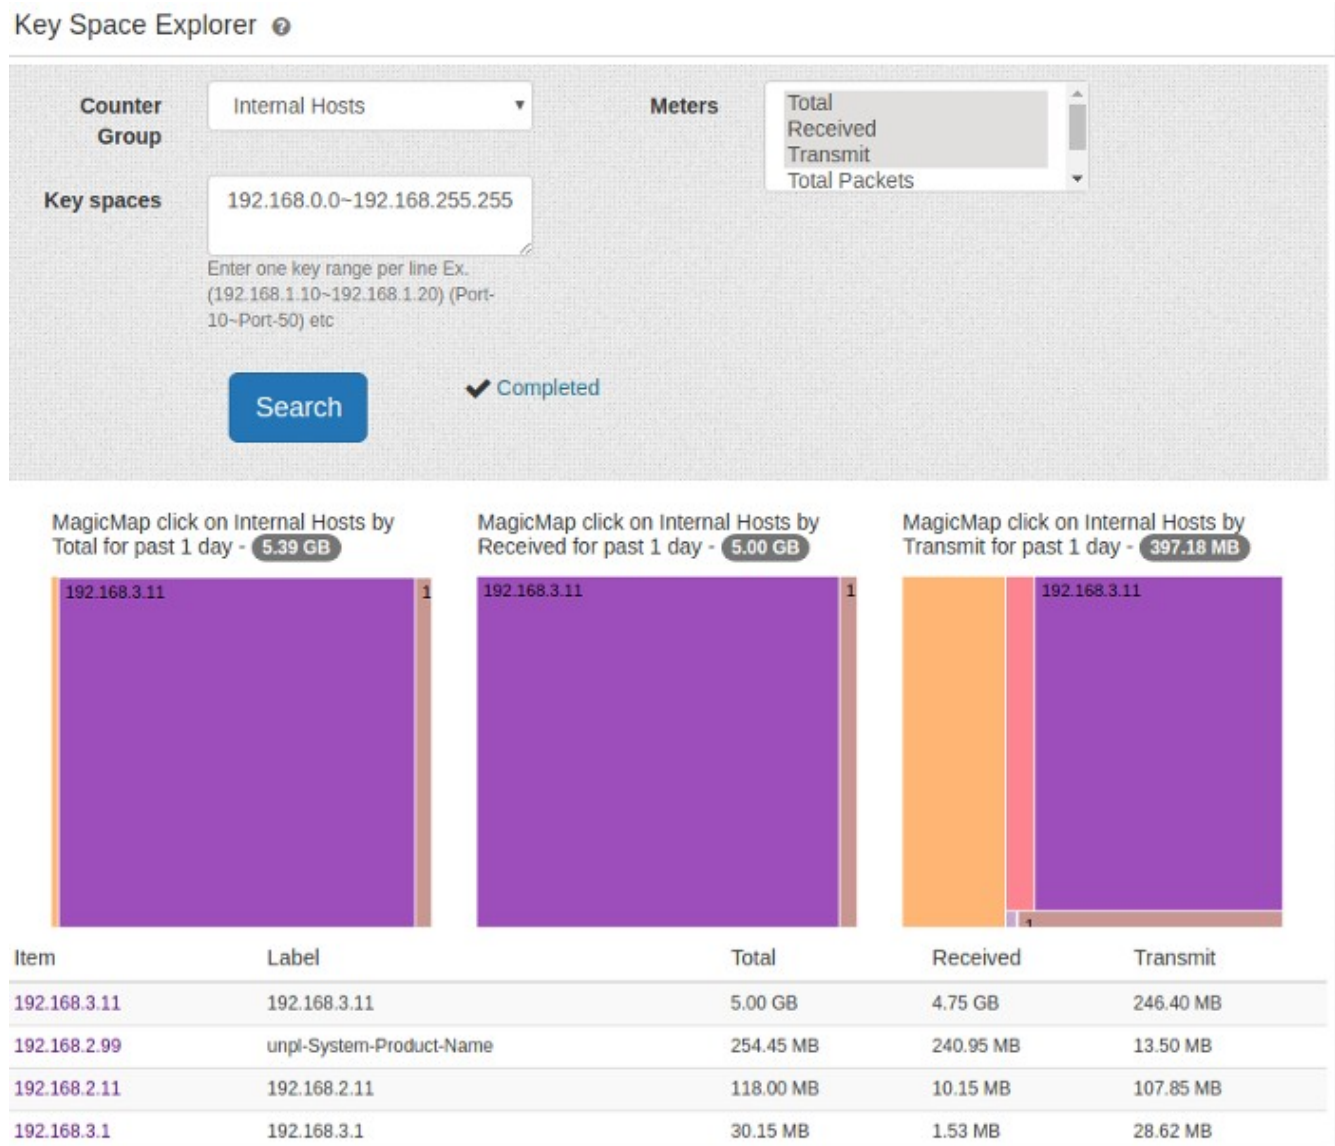 Key Space Explorer ?
Counter Group
Internal Hosts
Meters
Total
Received
Transmit
Total Packets
Key spaces
192.168.0.0~192.168.255.255
Enter one key range per line Ex.
(192.168.1.10~192.168.1.20) (Port-
10~Port-50) etc
Search
Completed
MagicMap click on Internal Hosts by
Total for past 1 day - 5.39 GB
192.168.3.11
1
MagicMap click on Internal Hosts by
Received for past 1 day - 5.00 GB
192.168.3.11
1
MagicMap click on Internal Hosts by
Transmit for past 1 day - 397.18 MB
192.168.3.11
1
Item Label Total Received Transmit
192.168.3.11 192.168.3.11 5.00 GB 4.75 GB 246.40 MB
192.168.2.99 unpl-System-Product-Name 254.45 MB 240.95 MB 13.50 MB
192.168.2.11 192.168.2.11 118.00 MB 10.15 MB 107.85 MB
192.168.3.1 192.168.3.1 30.15 MB 1.53 MB 28.62 MB